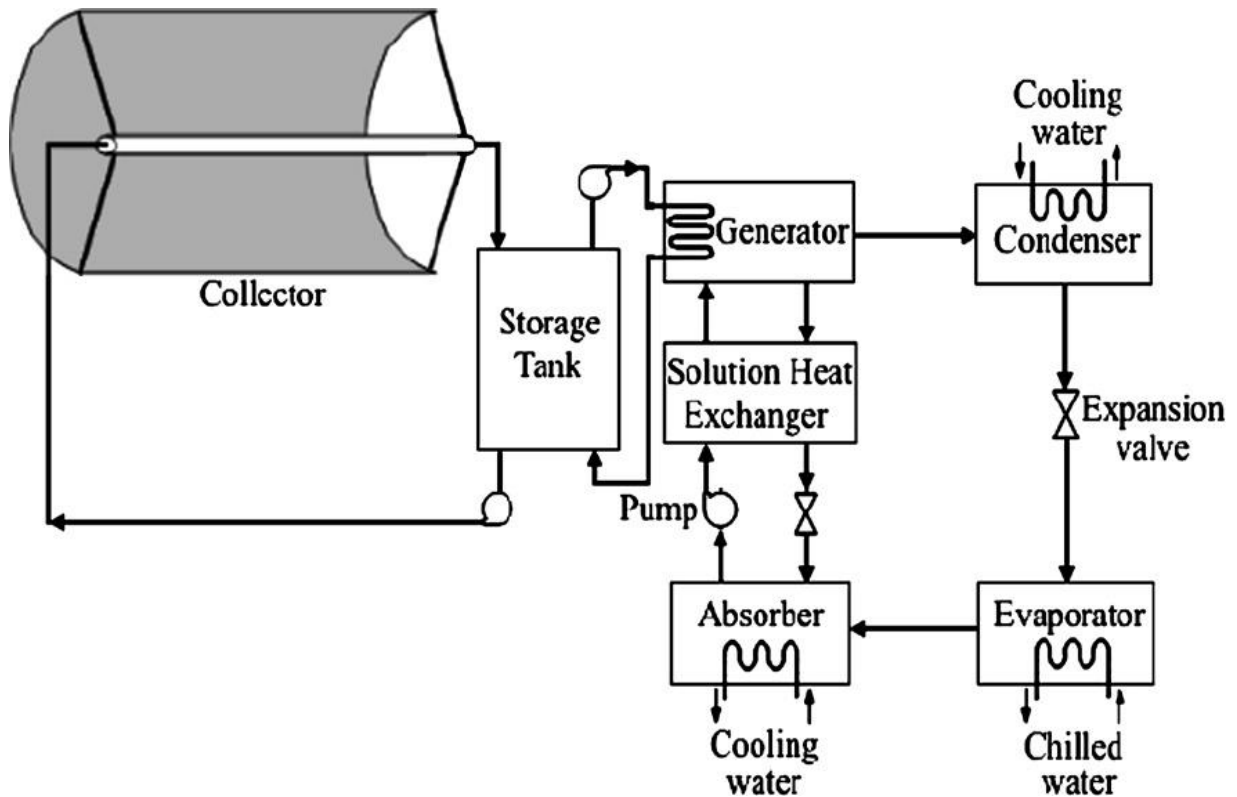 Cooling
water
Collector
Storage
Tank
Generator
Condenser
Solution Heat
Exchanger
Expansion
valve
Pump
Absorber
Evaporator
Cooling
water
Chilled
water